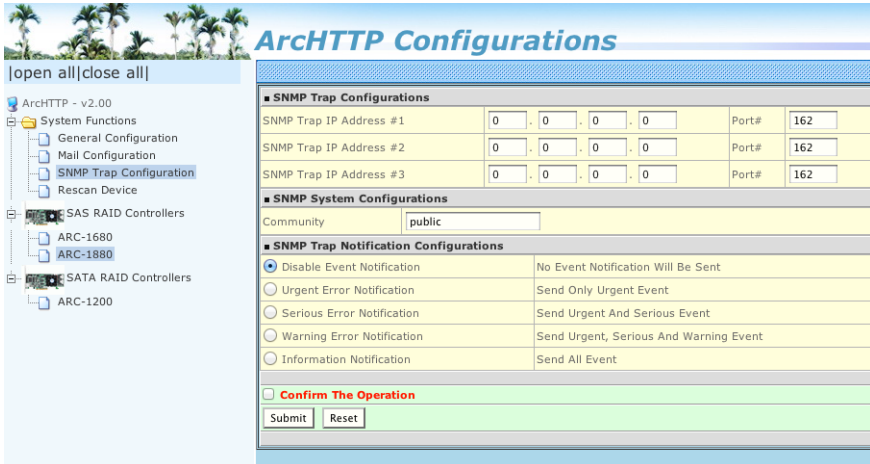 ArcHTTP Configurations
|open all|close all|
ArcHTTP - v2.00
System Functions
General Configuration
Mail Configuration
SNMP Trap Configuration
Rescan Device
SAS RAID Controllers
ARC-1680
ARC-1880
SATA RAID Controllers
ARC-1200
SNMP Trap Configurations
SNMP Trap IP Address #1 0 . 0 . 0 . 0 Port# 162
SNMP Trap IP Address #2 0 . 0 . 0 . 0 Port# 162
SNMP Trap IP Address #3 0 . 0 . 0 . 0 Port# 162
SNMP System Configurations
Community public
SNMP Trap Notification Configurations
Disable Event Notification No Event Notification Will Be Sent
Urgent Error Notification Send Only Urgent Event
Serious Error Notification Send Urgent And Serious Event
Warning Error Notification Send Urgent, Serious And Warning Event
Information Notification Send All Event
Confirm The Operation
Submit Reset